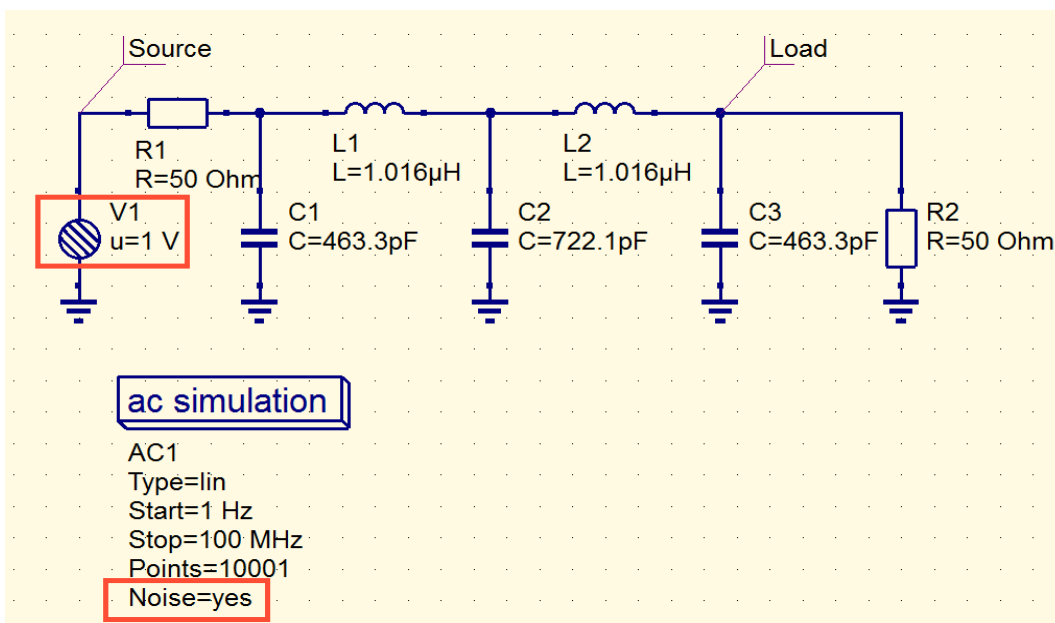 Source
Load
R1
R=50 Ohm
L1
L=1.016µH
L2
L=1.016µH
V1
u=1 V
C1
C=463.3pF
C2
C=722.1pF
C3
C=463.3pF
R2
R=50 Ohm
ac simulation
AC1
Type=lin
Start=1 Hz
Stop=100 MHz
Points=10001
Noise=yes